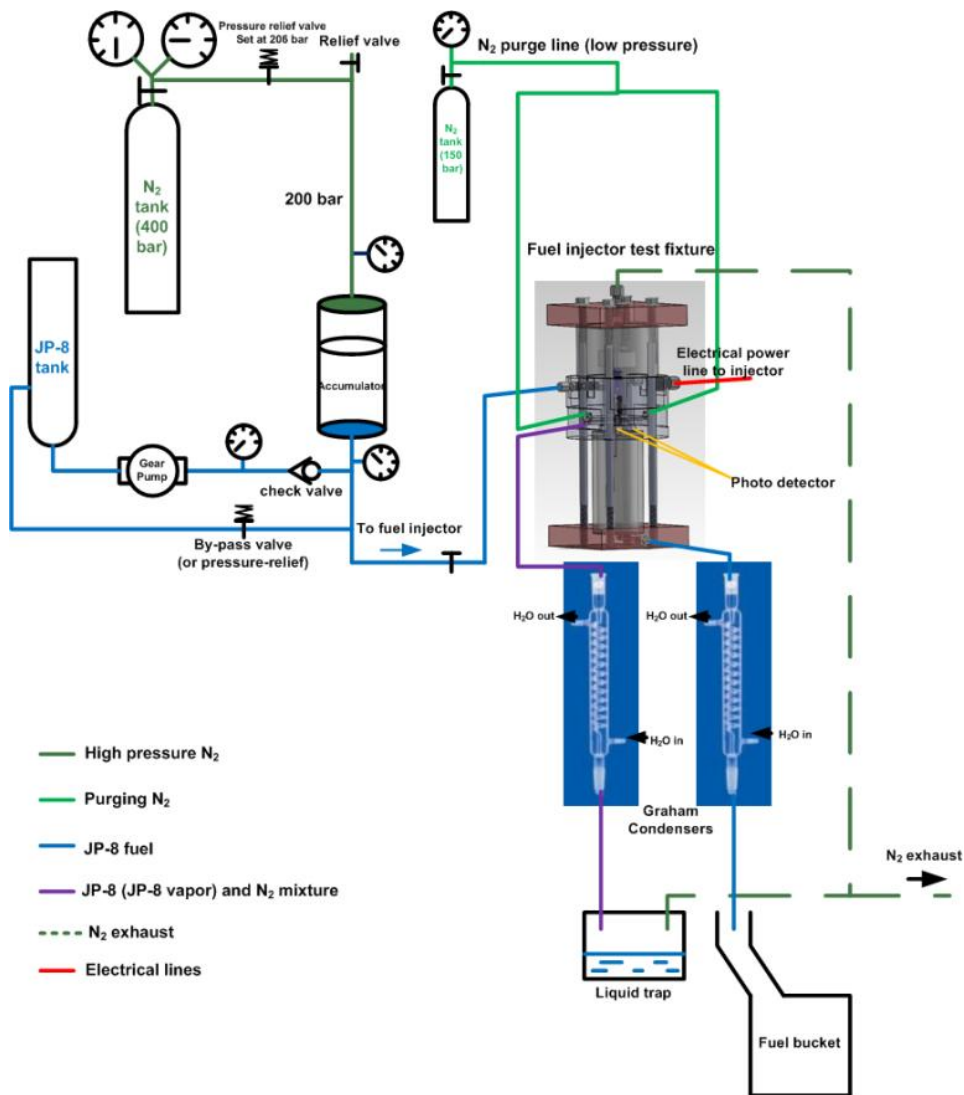 Pressure relief valve
Set at 206 bar
Relief valve
N₂ purge line (low pressure)
N₂
tank
(150
bar)
N₂
tank
(400
bar)
200 bar
Fuel injector test fixture
JP-8
tank
Accumulator
Electrical power
line to injector
Gear
Pump
check valve
Photo detector
To fuel injector
By-pass valve
(or pressure-relief)
H₂O out
H₂O out
H₂O in
H₂O in
High pressure N₂
Purging N₂
JP-8 fuel
JP-8 (JP-8 vapor) and N₂ mixture
N₂ exhaust
Electrical lines
Graham
Condensers
N₂ exhaust
Liquid trap
Fuel bucket